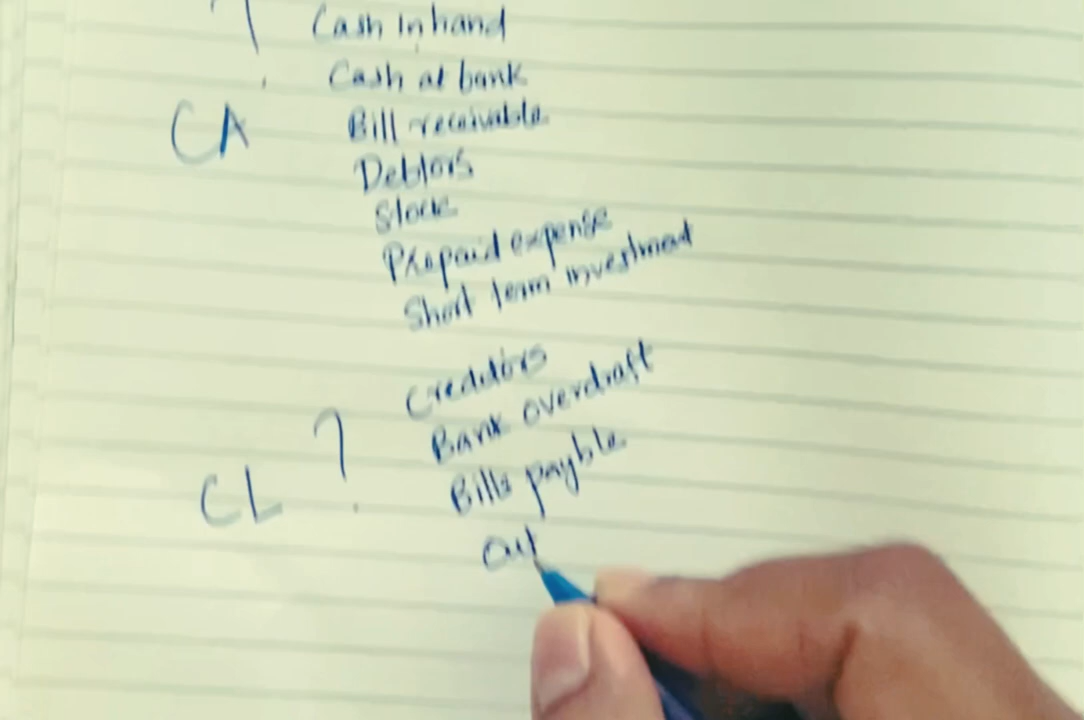 ? Cash in hand
Cash at bank
CA Bill receivable
Debtors
Stock
Prepaid expense
Short term investment
Creditors
? Bank overdraft
CL Bills payble
Out